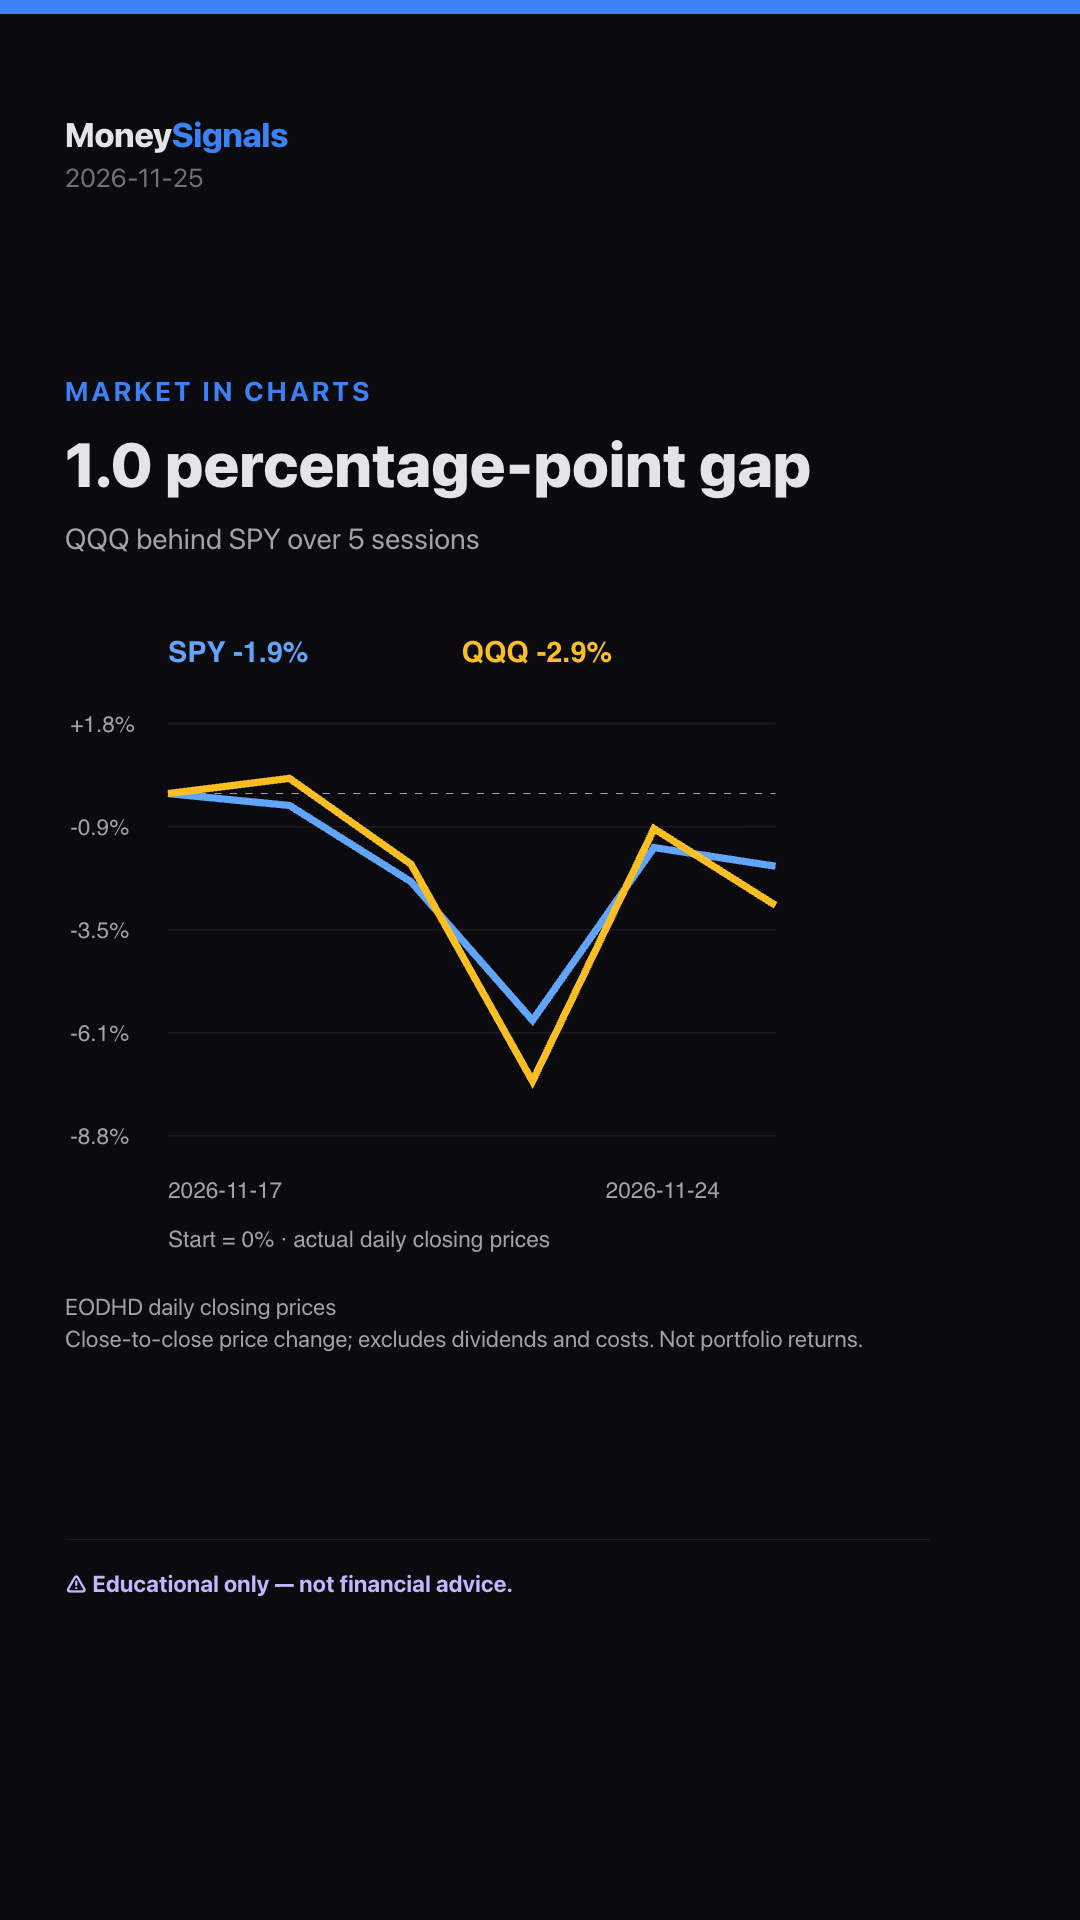 MoneySignals
2026-11-25
MARKET IN CHARTS
1.0 percentage-point gap
QQQ behind SPY over 5 sessions
SPY -1.9% QQQ -2.9%
+1.8%
-0.9%
-3.5%
-6.1%
-8.8%
2026-11-17 2026-11-24
Start = 0% · actual daily closing prices
EODHD daily closing prices
Close-to-close price change; excludes dividends and costs. Not portfolio returns.
⚠ Educational only — not financial advice.